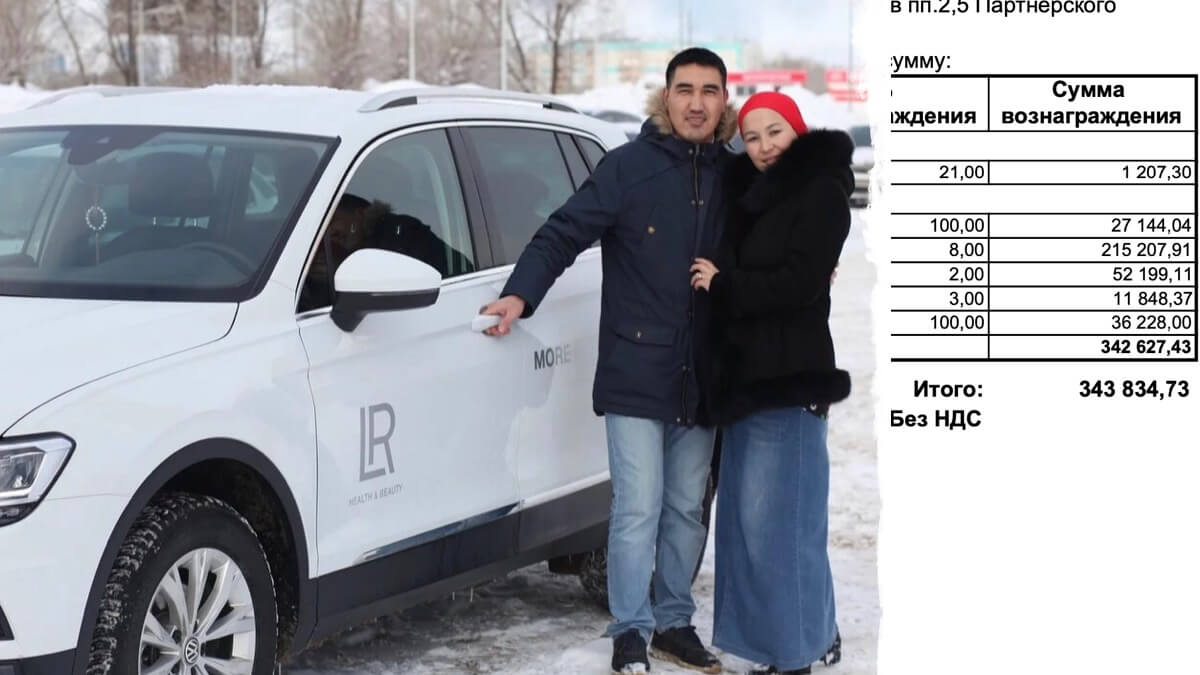 LR
HEALTH & BEAUTY
MORE
в пп.2,5 Партнерского
сумму:
аждения
Сумма
вознаграждения
21,00 1 207,30
100,00 27 144,04
8,00 215 207,91
2,00 52 199,11
3,00 11 848,37
100,00 36 228,00
342 627,43
Итого: 343 834,73
Без НДС